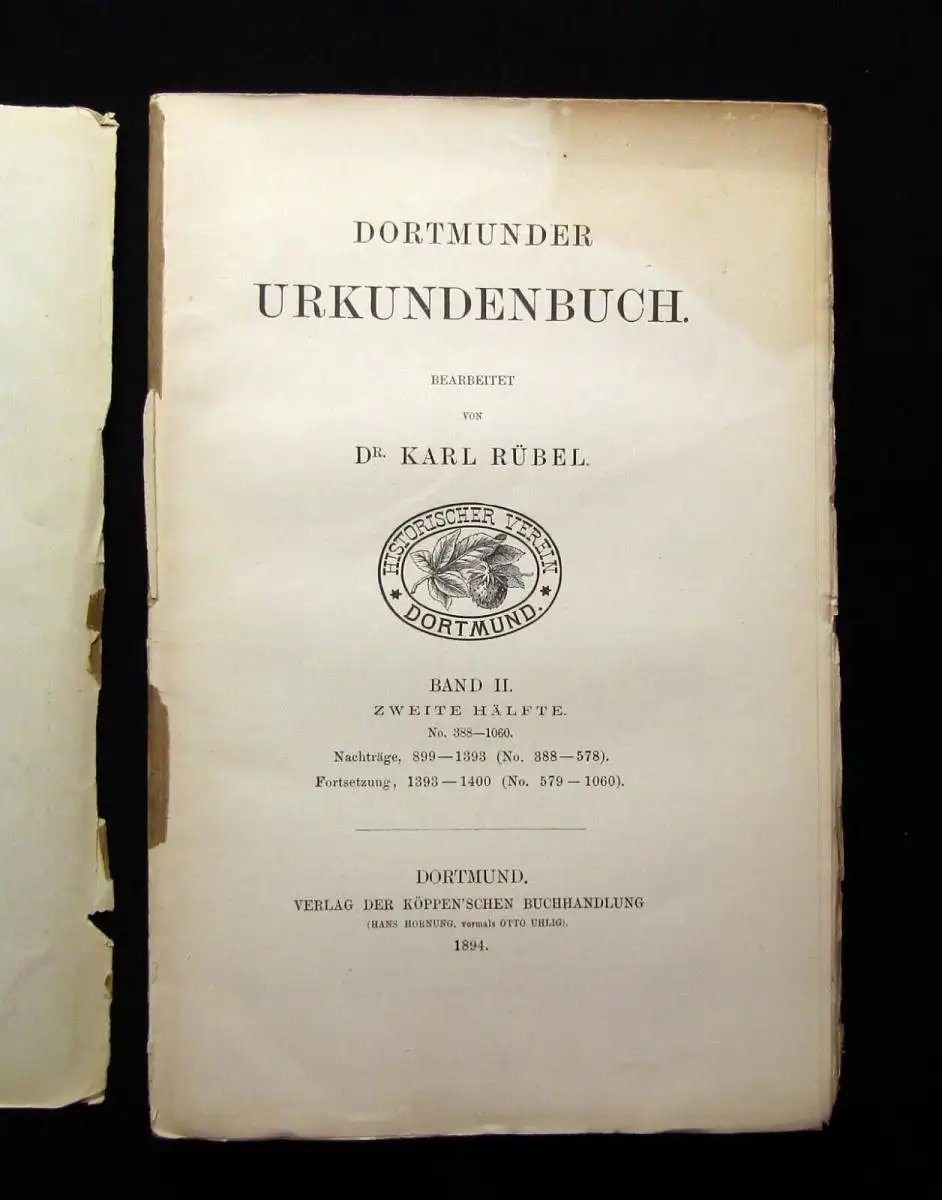 DORTMUNDER
URKUNDENBUCH.
BEARBEITET
VON
DR. KARL RÜBEL.
HISTORISCHER VEREIN
* DORTMUND. *
BAND II.
ZWEITE HÄLFTE.
No. 388—1060.
Nachträge, 899—1393 (No. 388—578).
Fortsetzung, 1393—1400 (No. 579—1060).
DORTMUND.
VERLAG DER KÖPPEN'SCHEN BUCHHANDLUNG
(HANS HORNUNG, vormals OTTO UHLIG).
1894.